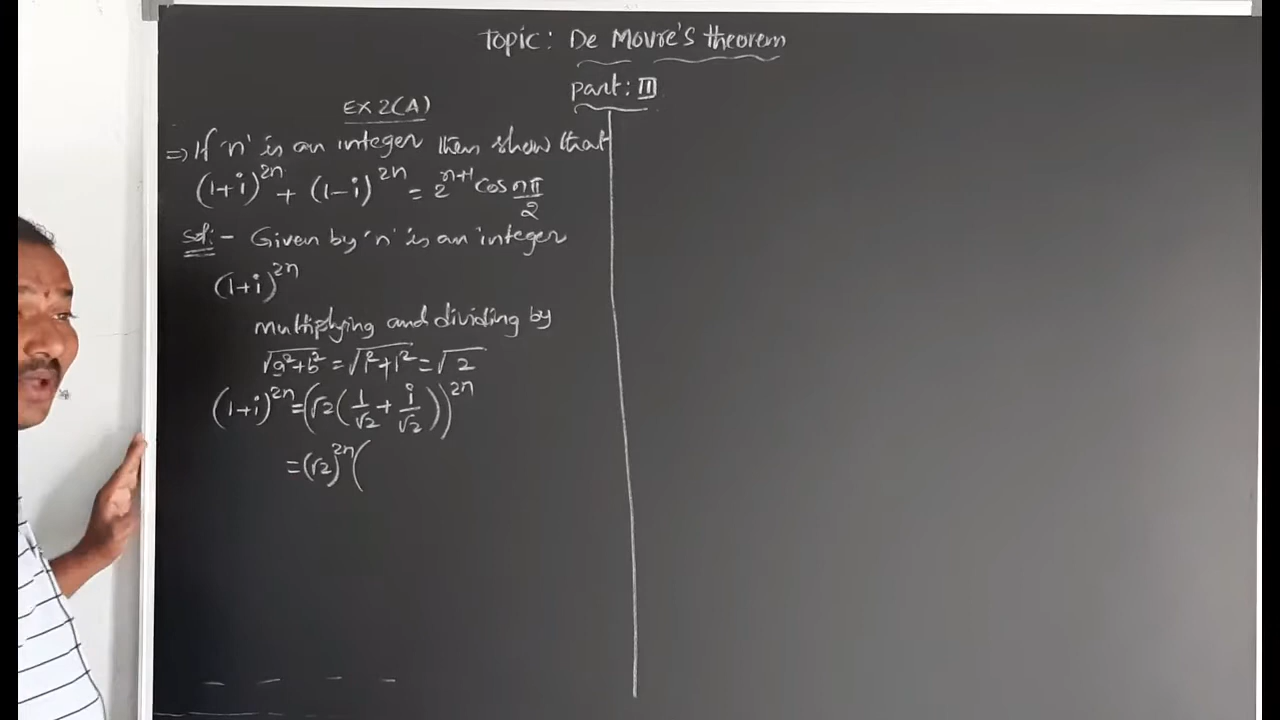 Topic: De Movre's theorem
Part: II
EX 2(A)
⇒ If 'n' is an integer then show that
(1+i)^2n + (1-i)^2n = 2^n+1 cos nπ/2
Sol:- Given by 'n' is an integer
(1+i)^2n
Multiplying and dividing by
√a²+b² = √1²+1² = √2
(1+i)^2n = (√2(1/√2 + i/√2))^2n
= (√2)^2n (